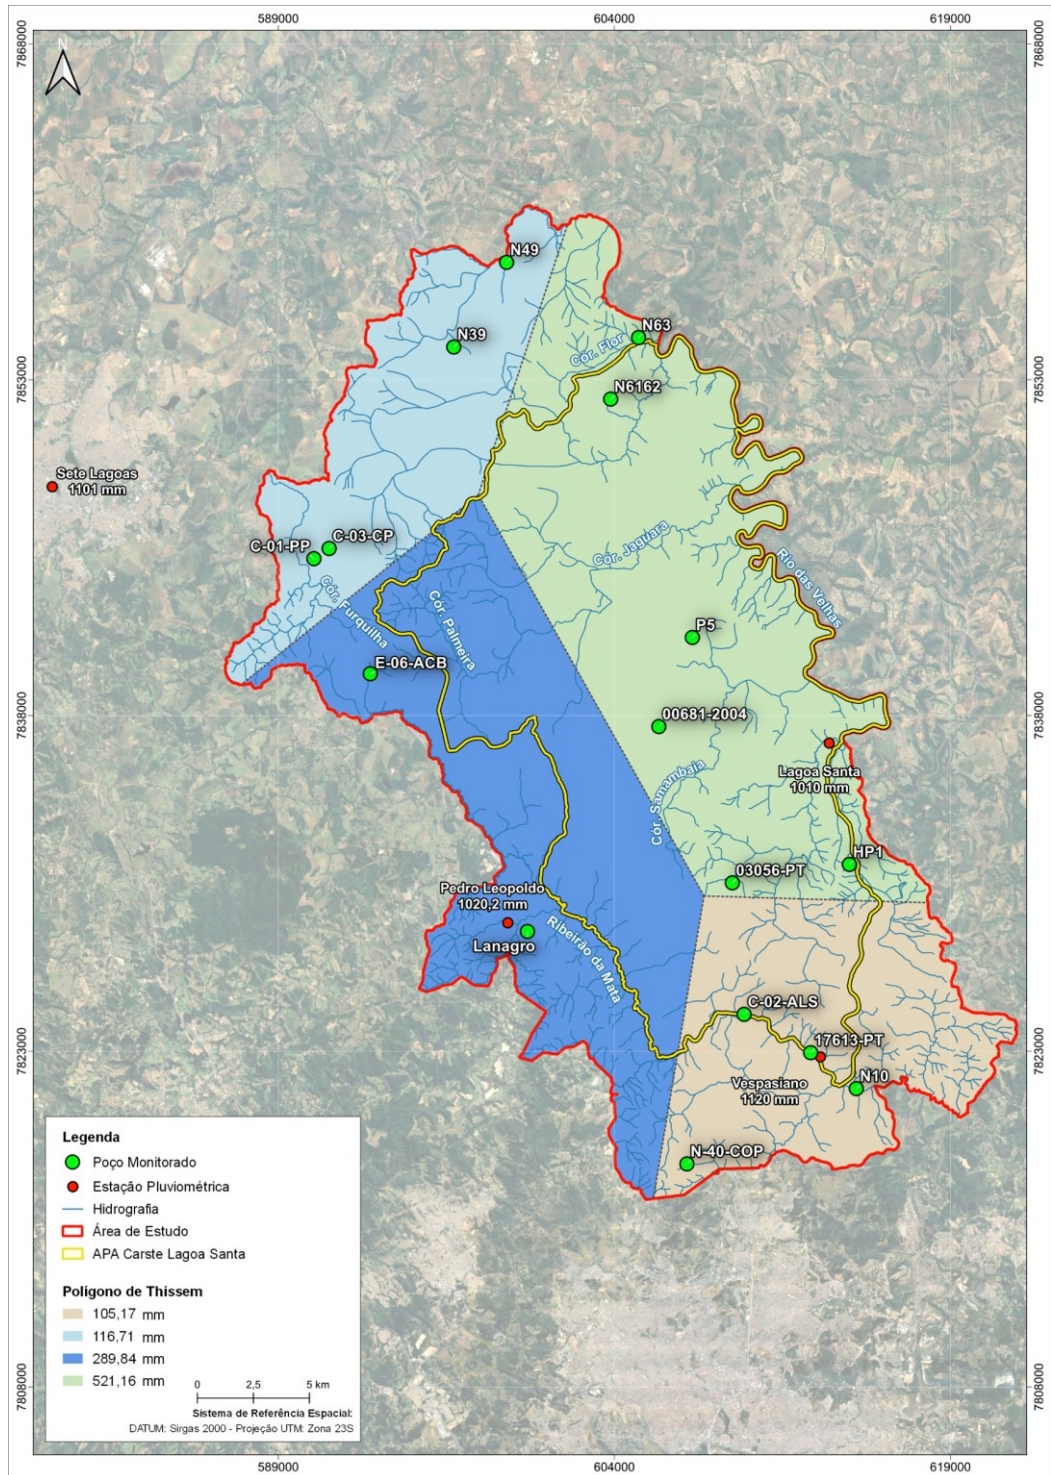 589000
604000
619000
7868000
7868000
N
N49
N39
N63
Cór. Flor
7853000
7853000
N6162
Sete Lagoas
1101 mm
C-03-CP
C-01-PP
Cór. Jaguara
Rio das Velhas
Cór. Furquilha
Cór. Palmeira
P5
E-06-ACB
7838000
7838000
00681-2004
Lagoa Santa
1010 mm
Cór. Samambaia
HP1
03056-PT
Pedro Leopoldo
1020,2 mm
Lanagro
Ribeirão da Mata
C-02-ALS
7823000
7823000
17613-PT
Vespasiano
1120 mm
N10
N-40-COP
Legenda
Poço Monitorado
Estação Pluviométrica
Hidrografia
Área de Estudo
APA Carste Lagoa Santa
Polígono de Thissem
105,17 mm
116,71 mm
289,84 mm
521,16 mm
0 2,5 5 km
Sistema de Referência Espacial:
DATUM: Sirgas 2000 - Projeção UTM: Zona 23S
7808000
7808000
589000
604000
619000